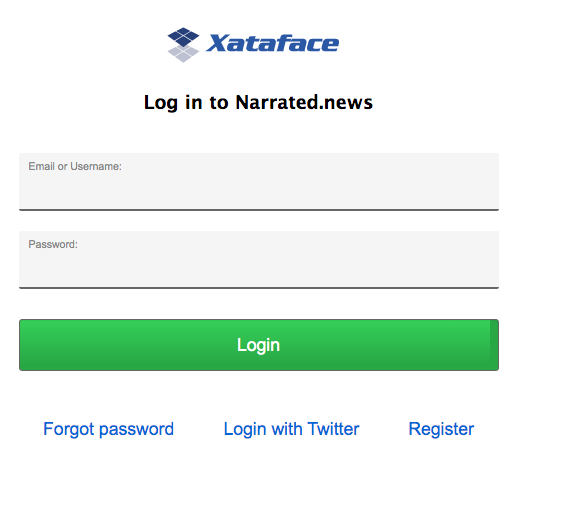 Xataface
Log in to Narrated.news
Email or Username:
Password:
Login
Forgot password Login with Twitter Register